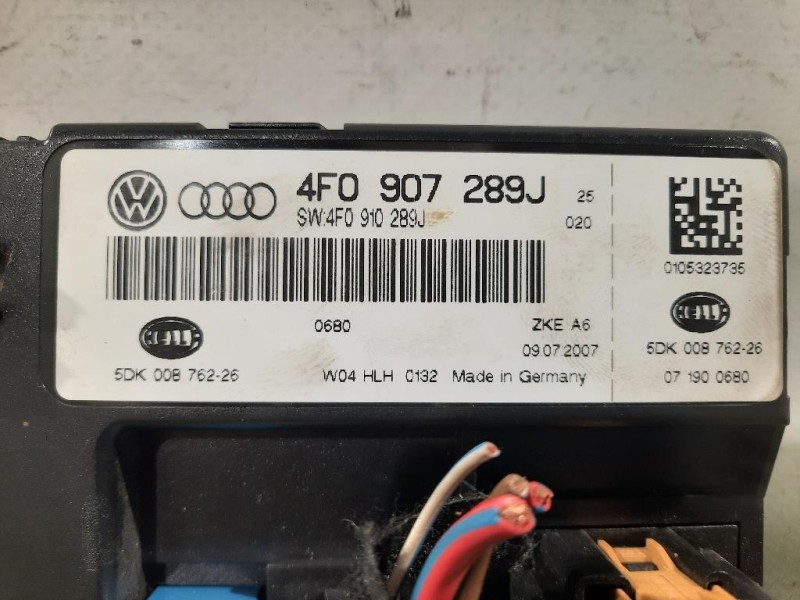 4F0 907 289J 25
SW:4F0 910 289J 020
0105323735
0680 ZKE A6
09.07.2007
HELLA HELLA
5DK 008 762-26 5DK 008 762-26
W04 HLH 0132 Made in Germany 07 190 0680